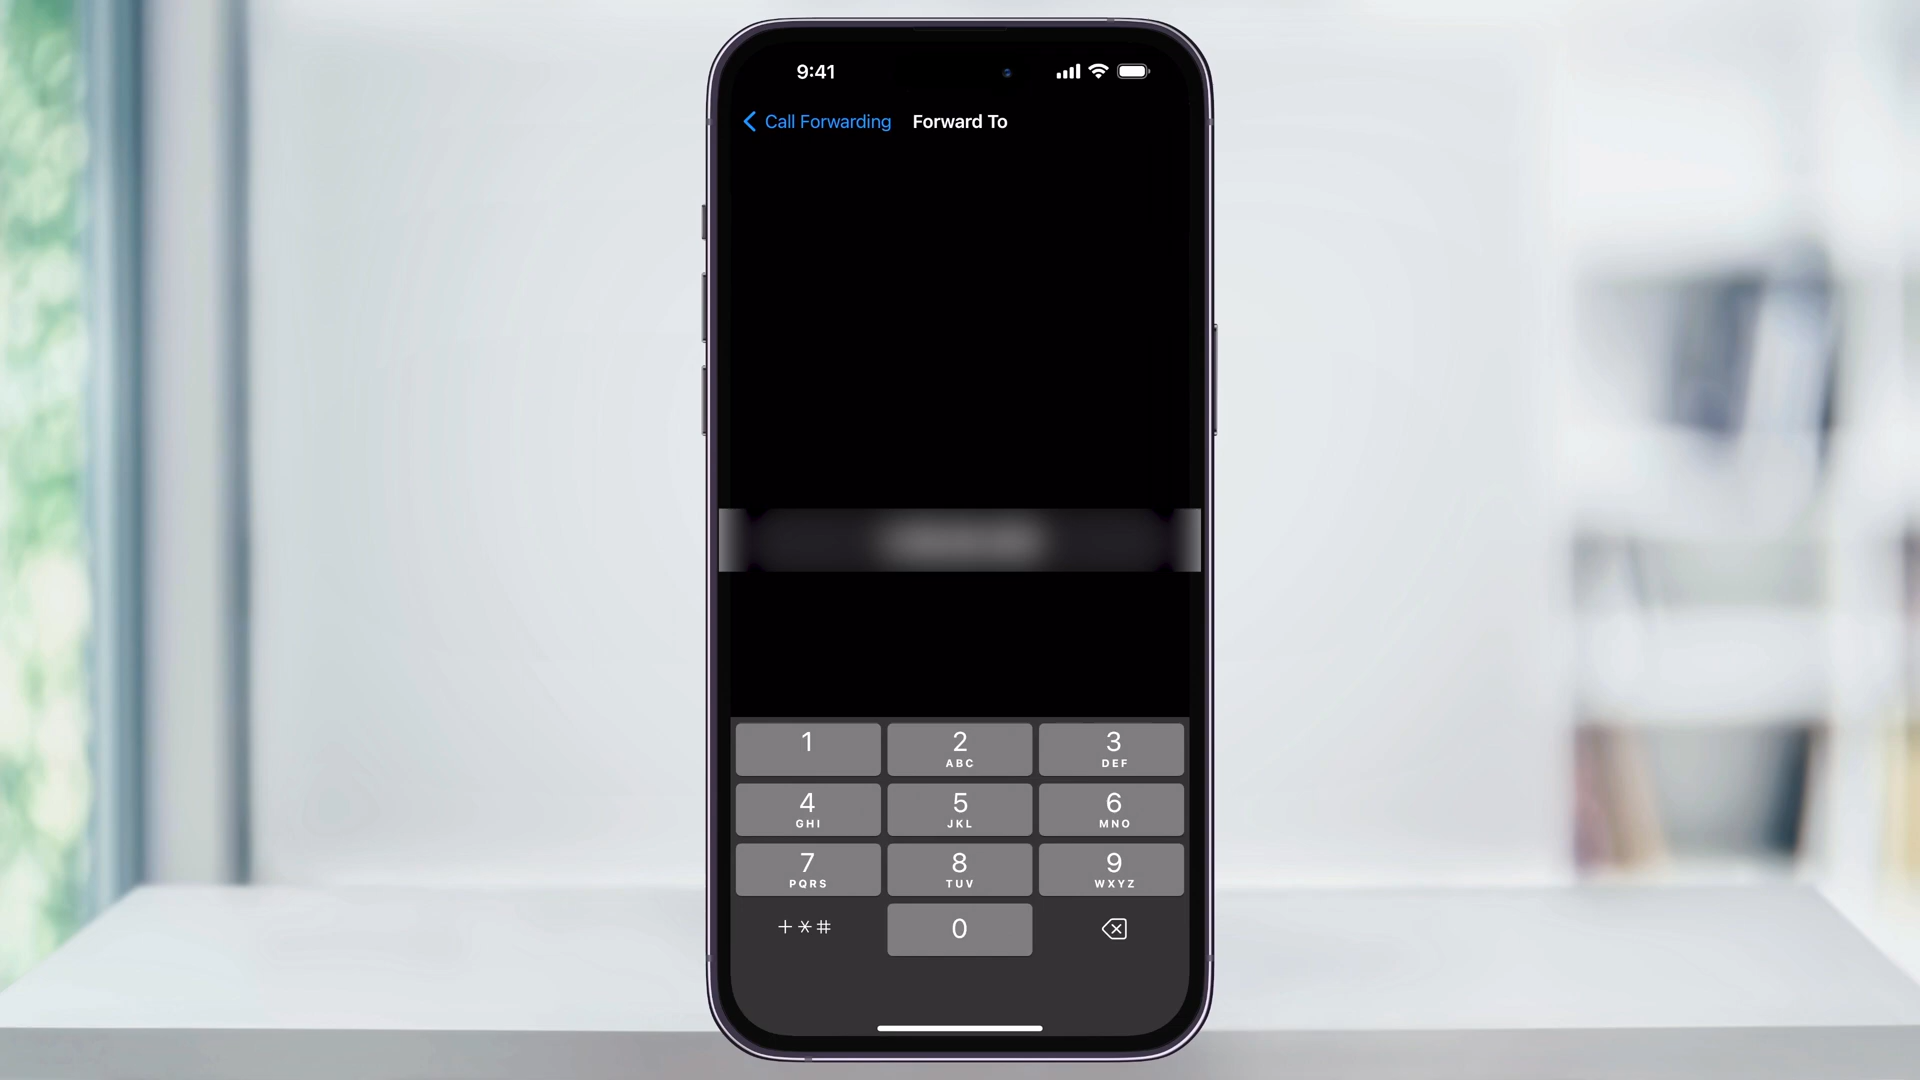 9:41
Call Forwarding Forward To
1
2
ABC
3
DEF
4
GHI
5
JKL
6
MNO
7
PQRS
8
TUV
9
WXYZ
+*#
0